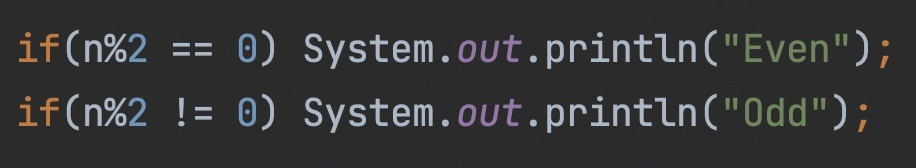 if(n%2 == 0) System.out.println("Even");
if(n%2 != 0) System.out.println("Odd");